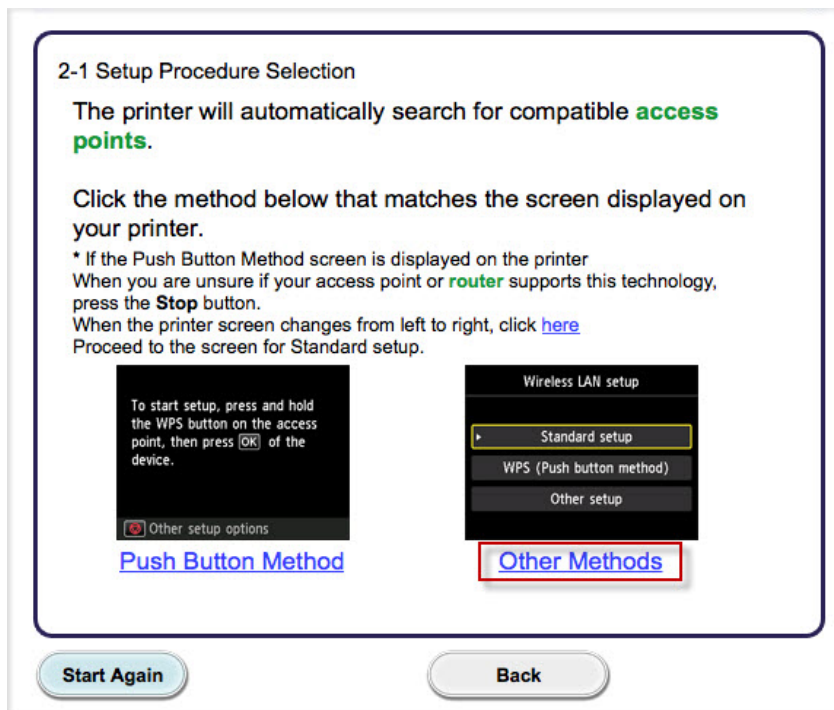 2-1 Setup Procedure Selection
The printer will automatically search for compatible access
points.
Click the method below that matches the screen displayed on
your printer.
* If the Push Button Method screen is displayed on the printer
When you are unsure if your access point or router supports this technology,
press the Stop button.
When the printer screen changes from left to right, click here
Proceed to the screen for Standard setup.
To start setup, press and hold
the WPS button on the access
point, then press OK of the
device.
Other setup options
Push Button Method
Wireless LAN setup
Standard setup
WPS (Push button method)
Other setup
Other Methods
Start Again
Back